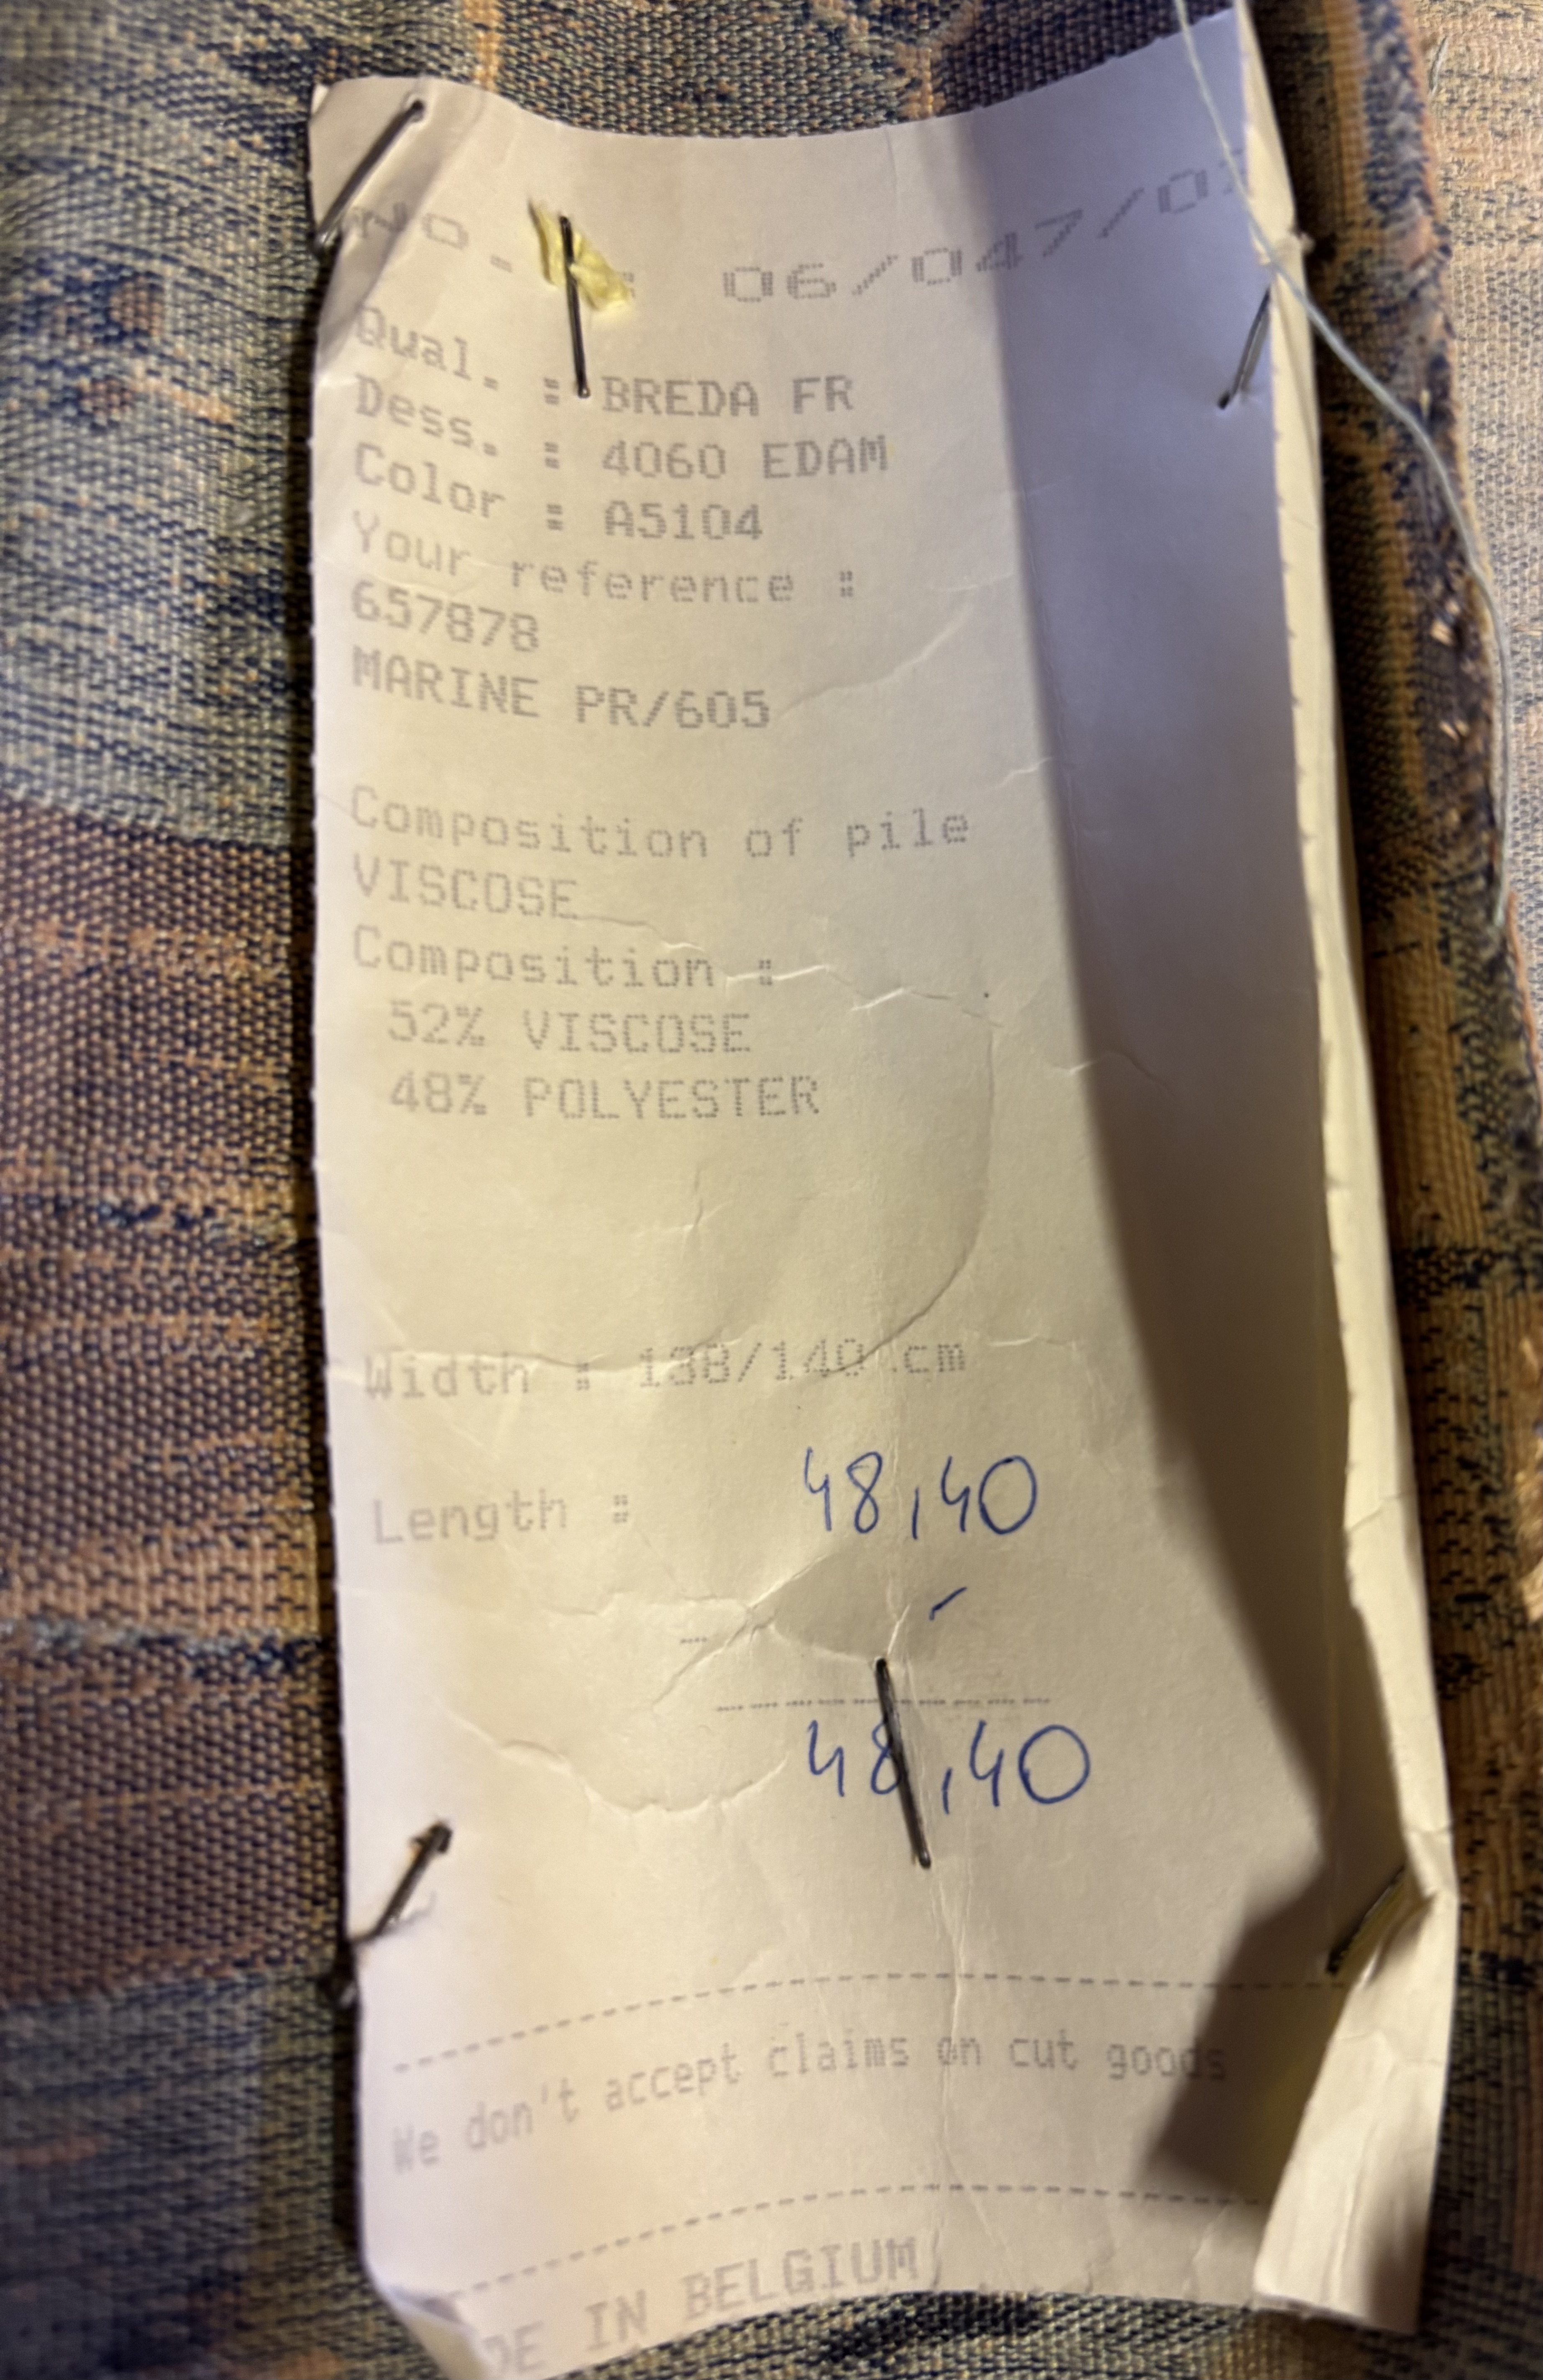 No. : 06/047/0
Qual. : BREDA FR
Dess. : 4060 EDAM
Color : A5104
Your reference :
657878
MARINE PR/605
Composition of pile
VISCOSE
Composition :
52% VISCOSE
48% POLYESTER
Width : 138/140 cm
Length : 48,40
48,40
We don't accept claims on cut goods
DE IN BELGIUM